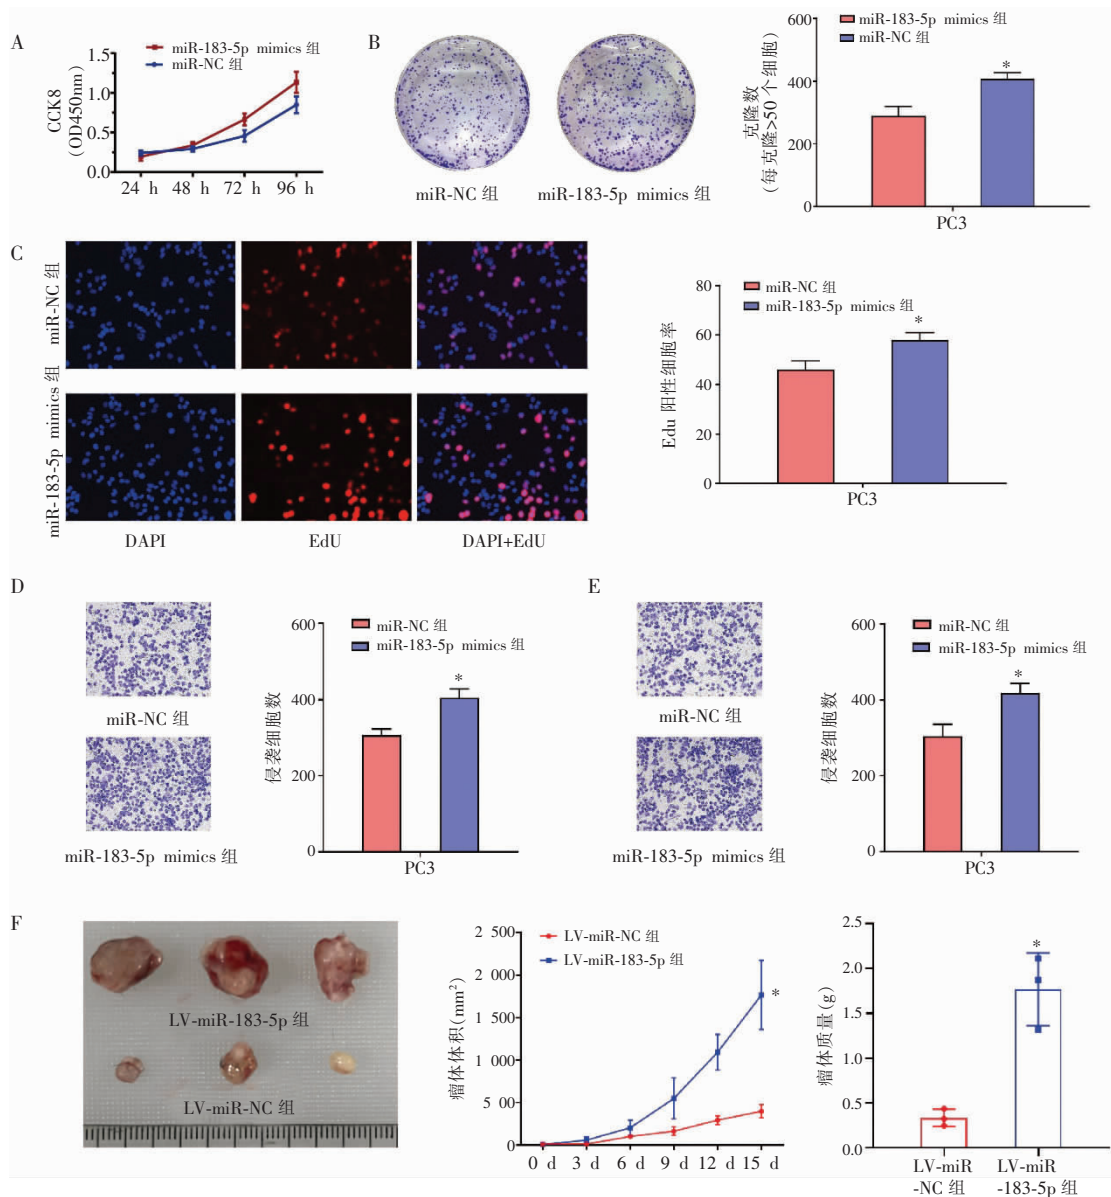 A
1.5
1.0
0.5
0.0
CCK8
(OD450nm)
miR-183-5p mimics 组
miR-NC 组
24 h 48 h 72 h 96 h
B
miR-NC 组
miR-183-5p mimics 组
600
400
200
0
克隆数
(每克隆>50 个细胞)
miR-183-5p mimics 组
miR-NC 组
*
PC3
C
miR-NC 组
miR-183-5p mimics 组
DAPI
EdU
DAPI+EdU
80
60
40
20
0
Edu 阳性细胞率
miR-NC 组
miR-183-5p mimics 组
*
PC3
D
miR-NC 组
miR-183-5p mimics 组
600
400
200
0
侵袭细胞数
miR-NC 组
miR-183-5p mimics 组
*
PC3
E
miR-NC 组
miR-183-5p mimics 组
600
400
200
0
侵袭细胞数
miR-NC 组
miR-183-5p mimics 组
*
PC3
F
LV-miR-183-5p 组
LV-miR-NC 组
2 500
2 000
1 500
1 000
5 00
0
瘤体体积(mm²)
LV-miR-NC 组
LV-miR-183-5p 组
*
0 d 3 d 6 d 9 d 12 d 15 d
2.5
2.0
1.5
1.0
0.5
0.0
瘤体质量(g)
*
LV-miR
-NC 组
LV-miR
-183-5p 组